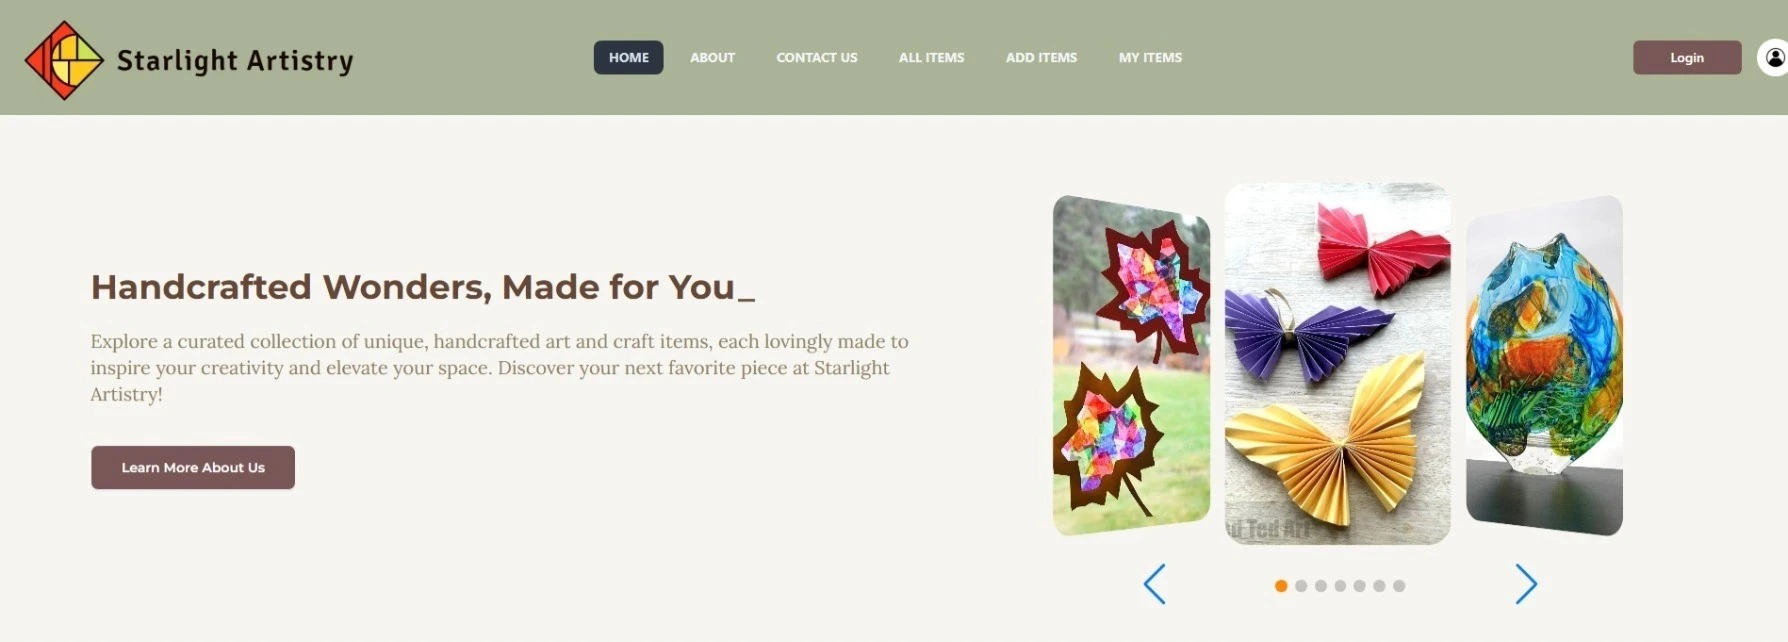 Starlight Artistry
HOME
ABOUT
CONTACT US
ALL ITEMS
ADD ITEMS
MY ITEMS
Login
Handcrafted Wonders, Made for You_
Explore a curated collection of unique, handcrafted art and craft items, each lovingly made to
inspire your creativity and elevate your space. Discover your next favorite piece at Starlight
Artistry!
Learn More About Us
Ted Art